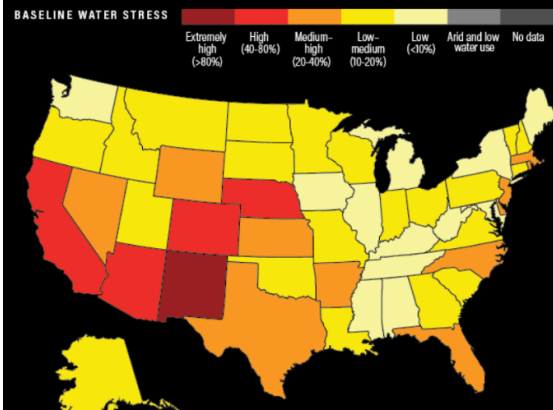 BASELINE WATER STRESS
Extremely
high
(>80%)
High
(40-80%)
Medium–
high
(20-40%)
Low–
medium
(10-20%)
Low
(<10%)
Arid and low
water use
No data